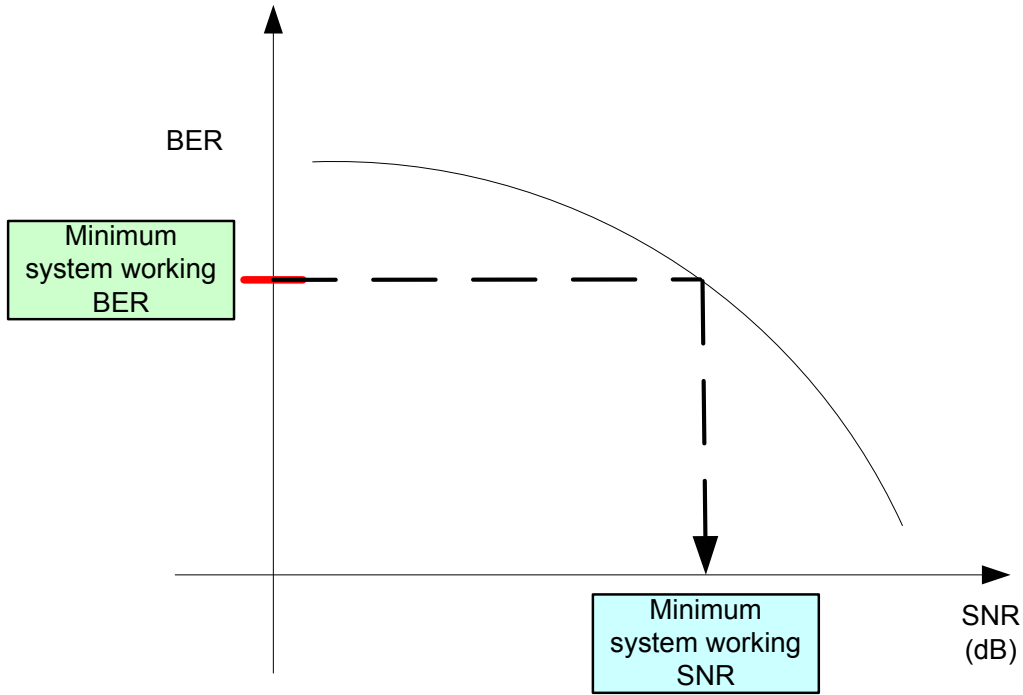 BER
Minimum
system working
BER
Minimum
system working
SNR
SNR
(dB)